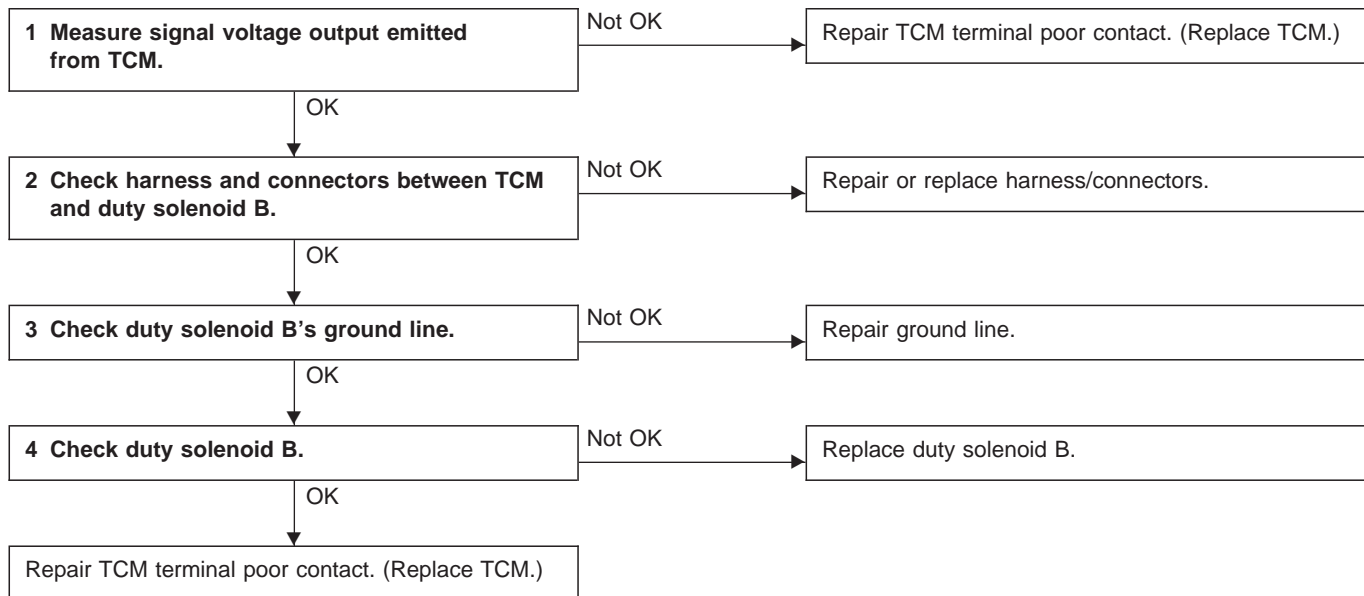 1 Measure signal voltage output emitted
from TCM.
Not OK
Repair TCM terminal poor contact. (Replace TCM.)
OK
2 Check harness and connectors between TCM
and duty solenoid B.
Not OK
Repair or replace harness/connectors.
OK
3 Check duty solenoid B’s ground line.
Not OK
Repair ground line.
OK
4 Check duty solenoid B.
Not OK
Replace duty solenoid B.
OK
Repair TCM terminal poor contact. (Replace TCM.)